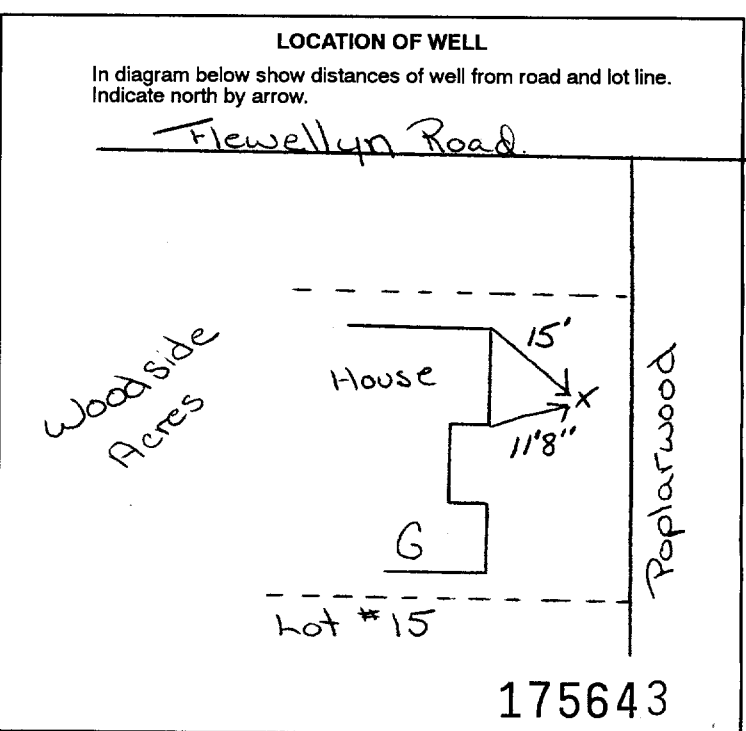 LOCATION OF WELL
In diagram below show distances of well from road and lot line.
Indicate north by arrow.
Flewellyn Road.
15'
House
X
Woodside
Acres
11'8"
Poplarwood
G
Lot #15
175643